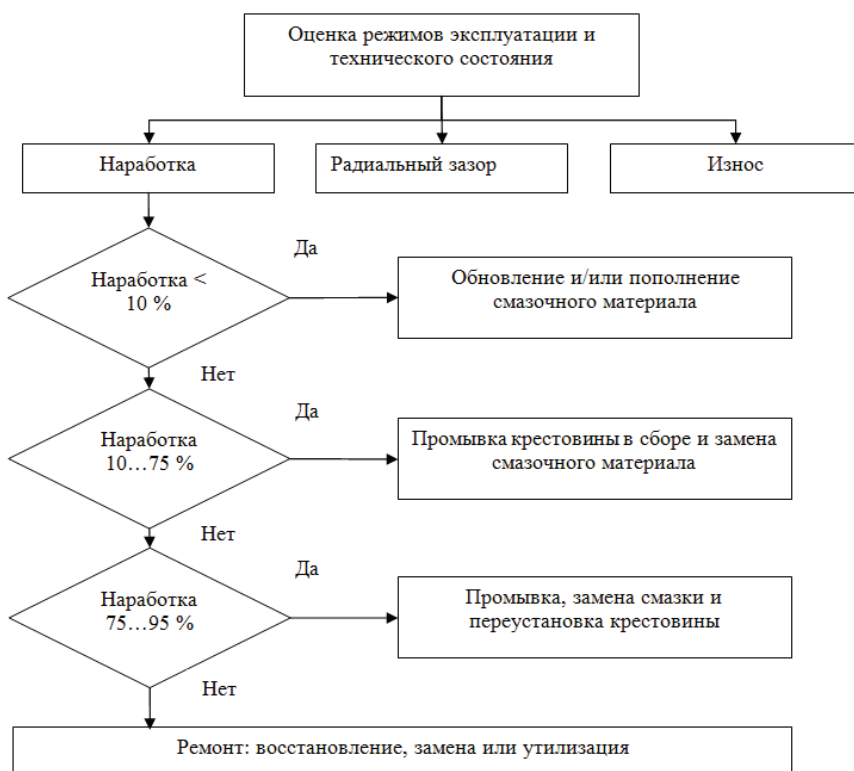 Оценка режимов эксплуатации и
технического состояния
Наработка
Радиальный зазор
Износ
Да
Наработка <
10 %
Обновление и/или пополнение
смазочного материала
Нет
Да
Наработка
10…75 %
Промывка крестовины в сборе и замена
смазочного материала
Нет
Да
Наработка
75…95 %
Промывка, замена смазки и
переустановка крестовины
Нет
Ремонт: восстановление, замена или утилизация